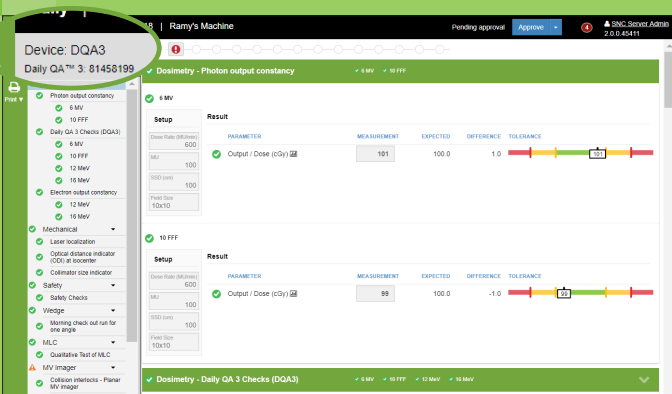 18 | Ramy's Machine
Pending approval
Approve
4
SNC Server Admin
2.0.0.45411
Device: DQA3
Daily QA™ 3: 81458199
Print
Photon output constancy
6 MV
10 FFF
Daily QA 3 Checks (DQA3)
6 MV
10 FFF
12 MeV
16 MeV
Electron output constancy
12 MeV
16 MeV
Mechanical
Laser localization
Optical distance indicator
(ODI) at isocenter
Collimator size indicator
Safety
Safety Checks
Wedge
Morning check out run for
one angle
MLC
Qualitative Test of MLC
MV Imager
Collision interlocks - Planar
MV imager
Dosimetry - Photon output constancy
6 MV
10 FFF
6 MV
Setup
Result
Dose Rate (MU/min)
600
MU
100
SSD (cm)
100
Field Size
10x10
PARAMETER MEASUREMENT EXPECTED DIFFERENCE TOLERANCE
Output / Dose (cGy) 101 100.0 1.0 101
10 FFF
Setup
Result
Dose Rate (MU/min)
600
MU
100
SSD (cm)
100
Field Size
10x10
PARAMETER MEASUREMENT EXPECTED DIFFERENCE TOLERANCE
Output / Dose (cGy) 99 100.0 -1.0 99
Dosimetry - Daily QA 3 Checks (DQA3)
6 MV
10 FFF
12 MeV
16 MeV